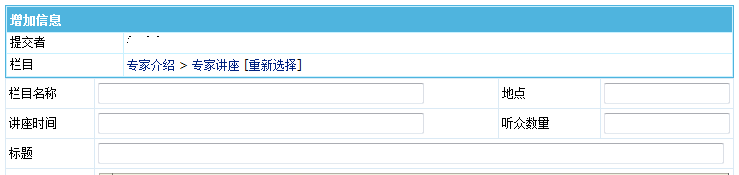 增加信息
提交者
栏目 专家介绍 > 专家讲座 [重新选择]
栏目名称 地点
讲座时间 听众数量
标题